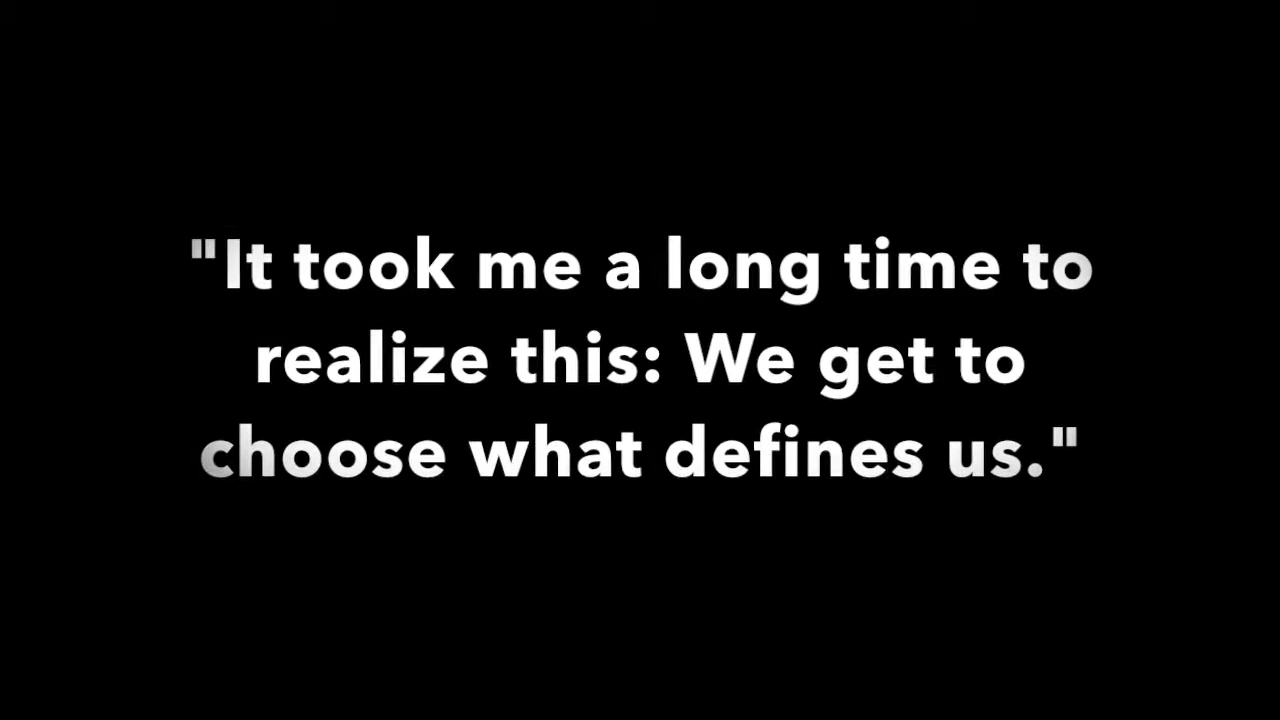 "It took me a long time to
realize this: We get to
choose what defines us."